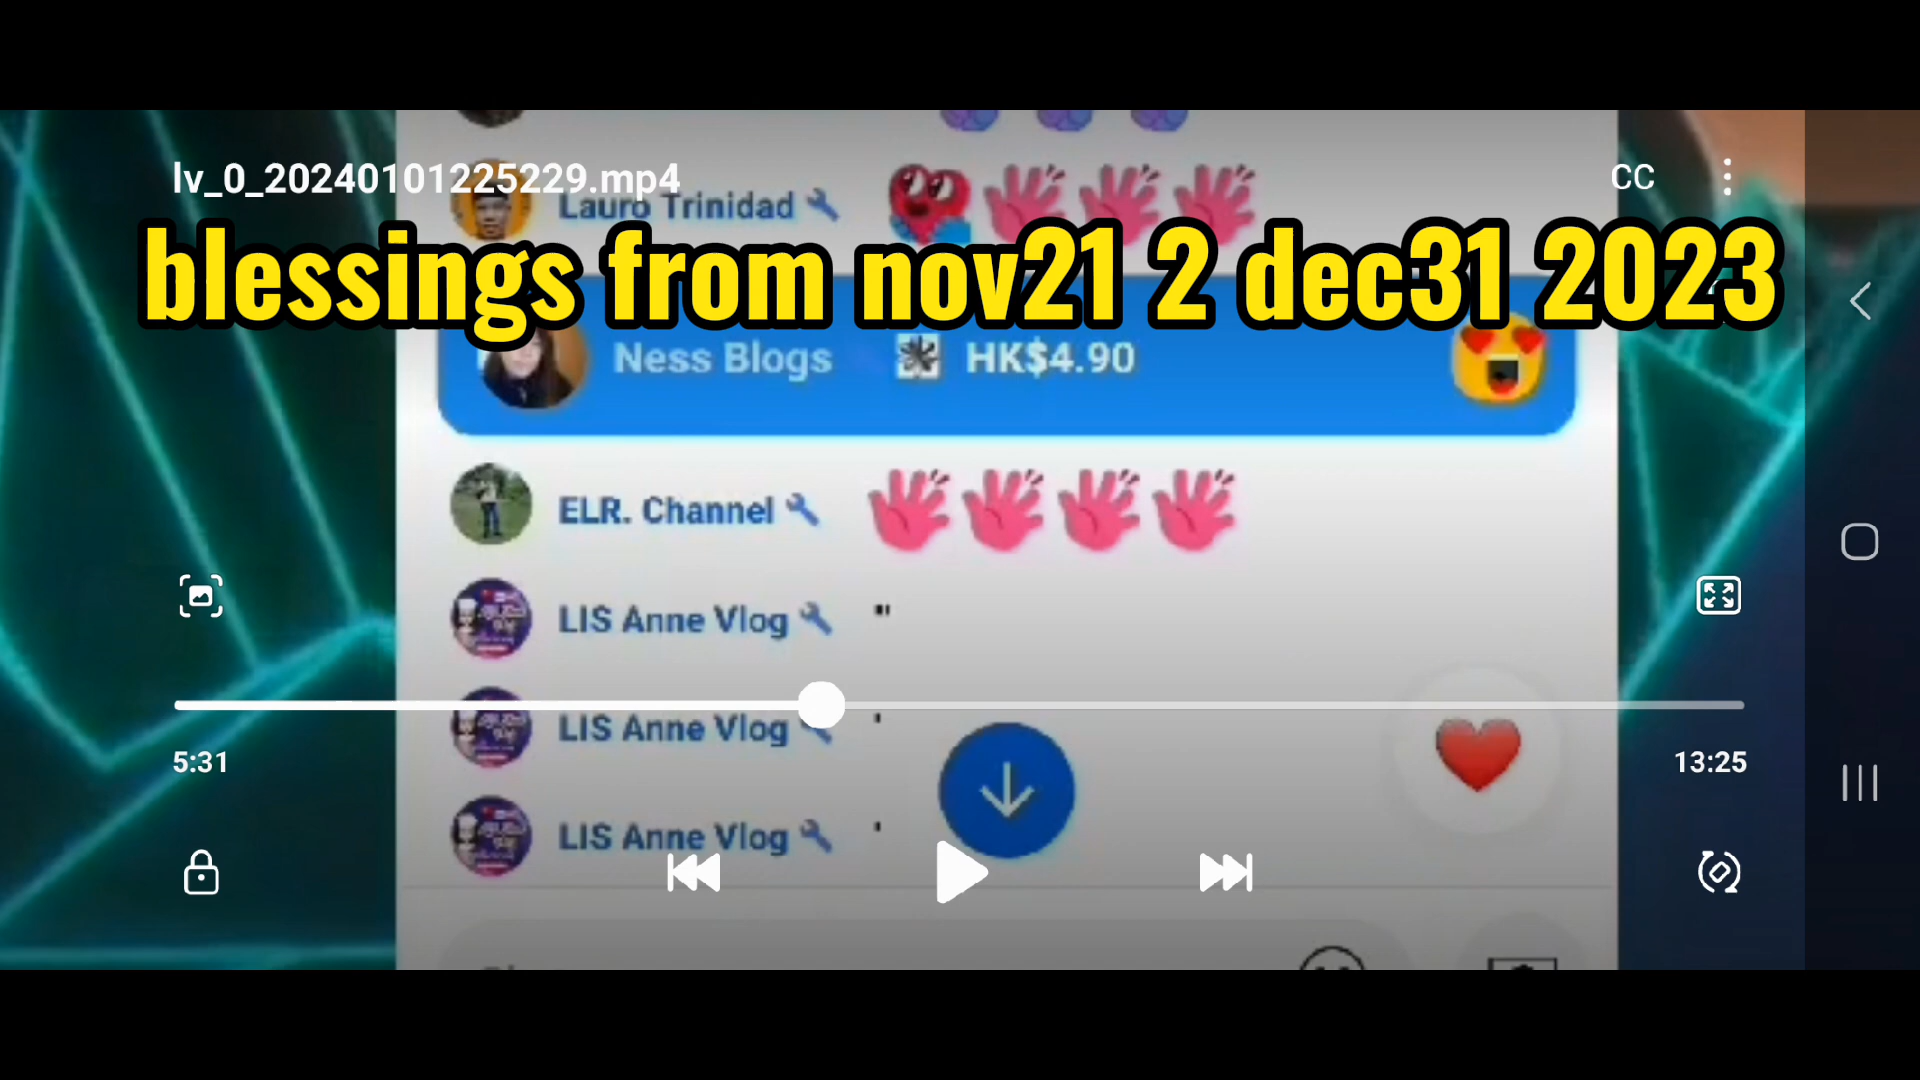 lv_0_20240101225229.mp4
CC
Lauro Trinidad
blessings from nov21 2 dec31 2023
Ness Blogs HK$4.90
ELR. Channel
LIS Anne Vlog "
LIS Anne Vlog '
5:31
13:25
LIS Anne Vlog '